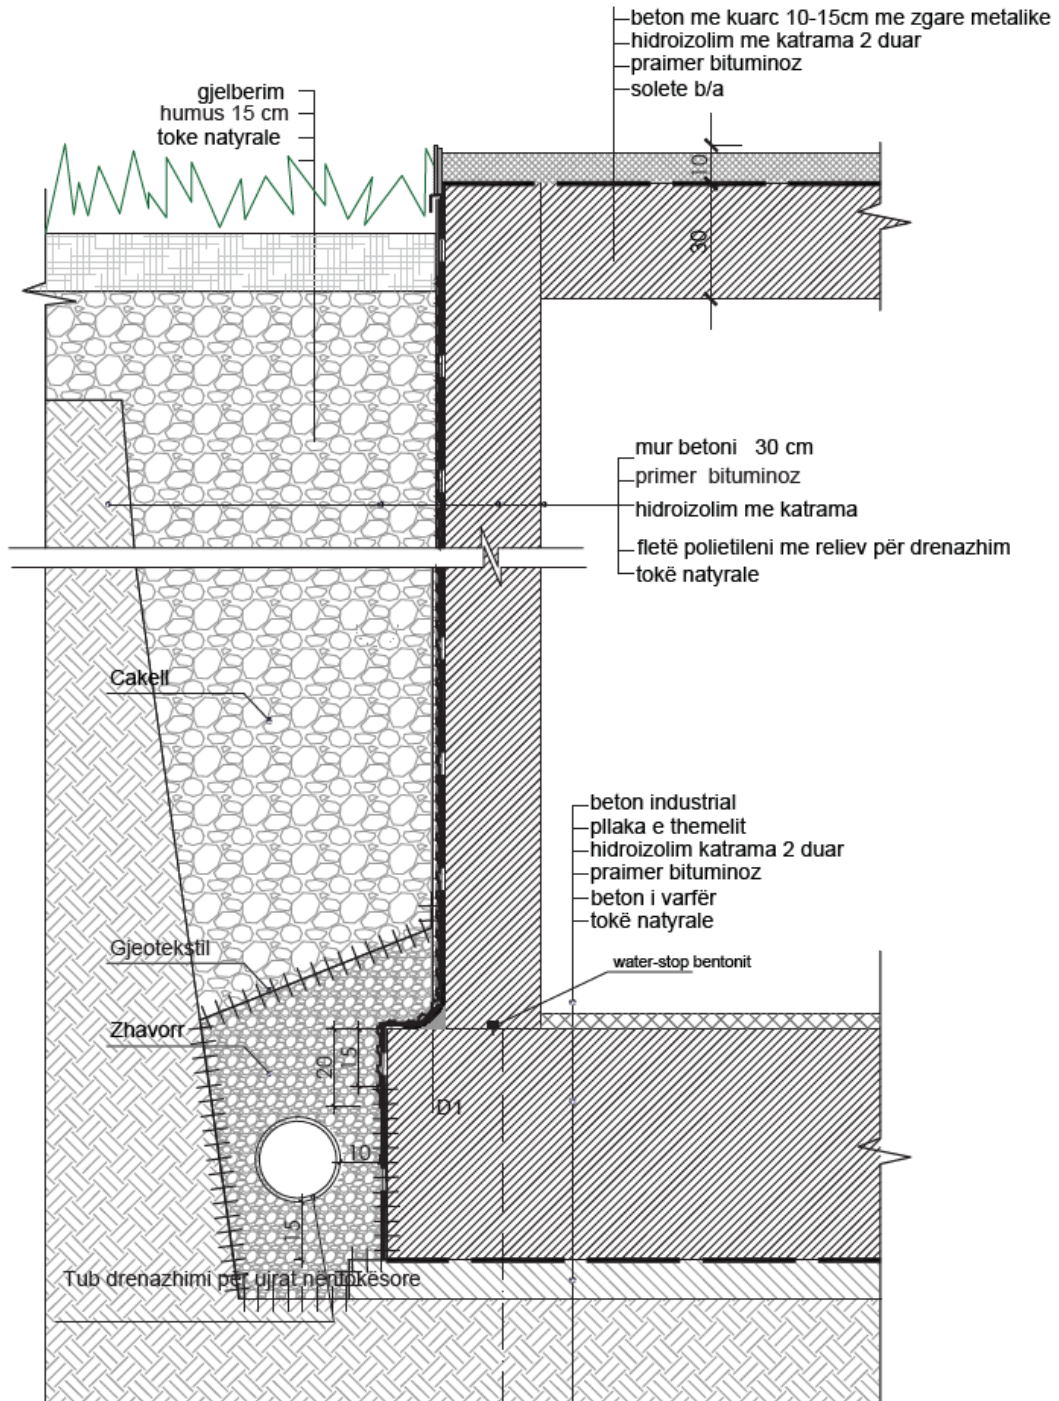 beton me kuarc 10-15cm me zgare metalike
hidroizolim me katrama 2 duar
praimer bituminoz
solete b/a
gjelberim
humus 15 cm
toke natyrale
10
30
mur betoni 30 cm
primer bituminoz
hidroizolim me katrama
fletë polietileni me reliev për drenazhim
tokë natyrale
Cakell
beton industrial
pllaka e themelit
hidroizolim katrama 2 duar
praimer bituminoz
beton i varfër
tokë natyrale
Gjeotekstil
water-stop bentonit
Zhavorr
20
15
D1
10
15
Tub drenazhimi për ujrat nëntokësore